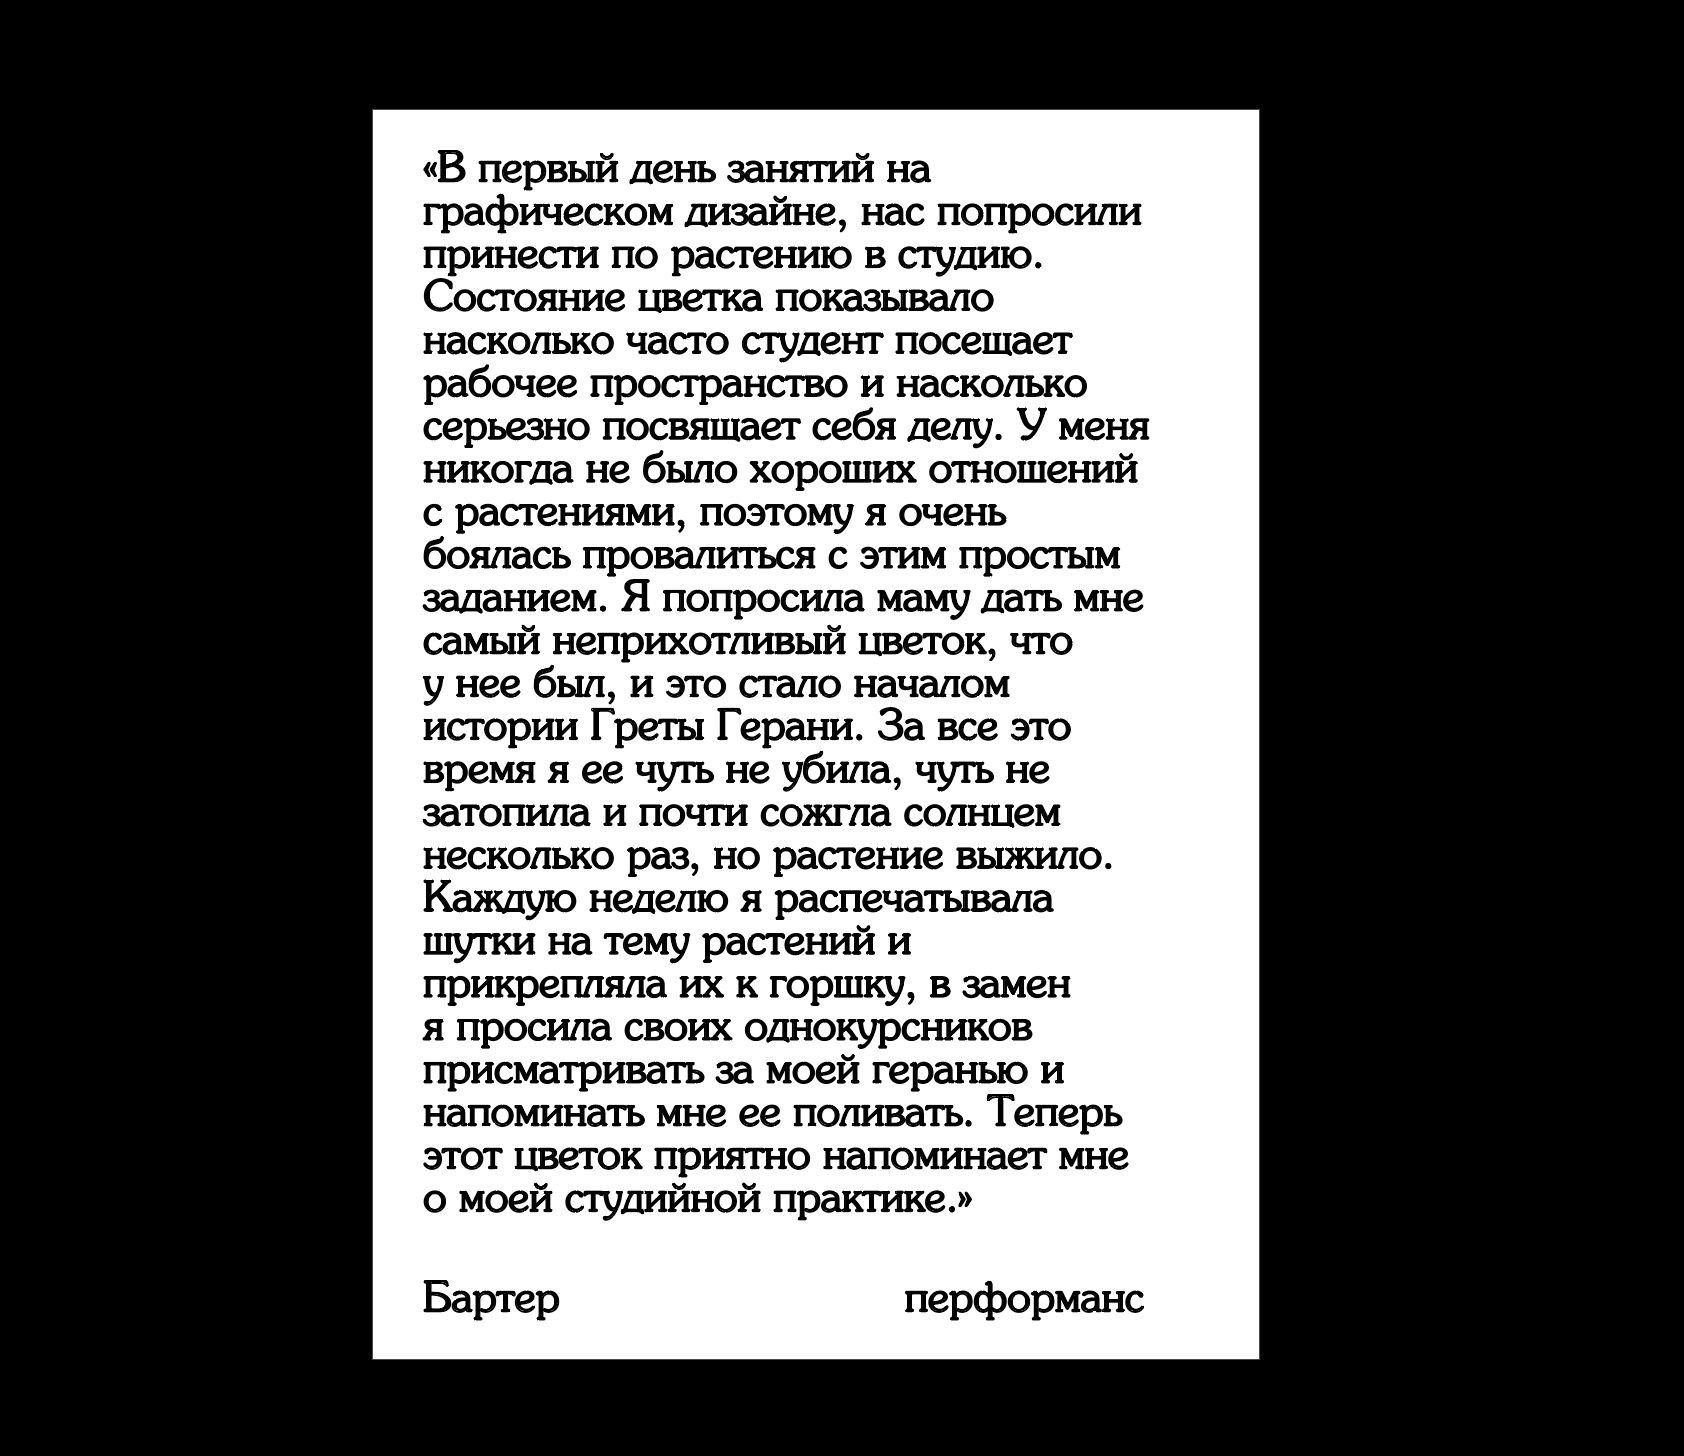 «В первый день занятий на
графическом дизайне, нас попросили
принести по растению в студию.
Состояние цветка показывало
насколько часто студент посещает
рабочее пространство и насколько
серьезно посвящает себя делу. У меня
никогда не было хороших отношений
с растениями, поэтому я очень
боялась провалиться с этим простым
заданием. Я попросила маму дать мне
самый неприхотливый цветок, что
у нее был, и это стало началом
истории Греты Герани. За все это
время я ее чуть не убила, чуть не
затопила и почти сожгла солнцем
несколько раз, но растение выжило.
Каждую неделю я распечатывала
шутки на тему растений и
прикрепляла их к горшку, в замен
я просила своих однокурсников
присматривать за моей геранью и
напоминать мне ее поливать. Теперь
этот цветок приятно напоминает мне
о моей студийной практике.»
Бартер перформанс